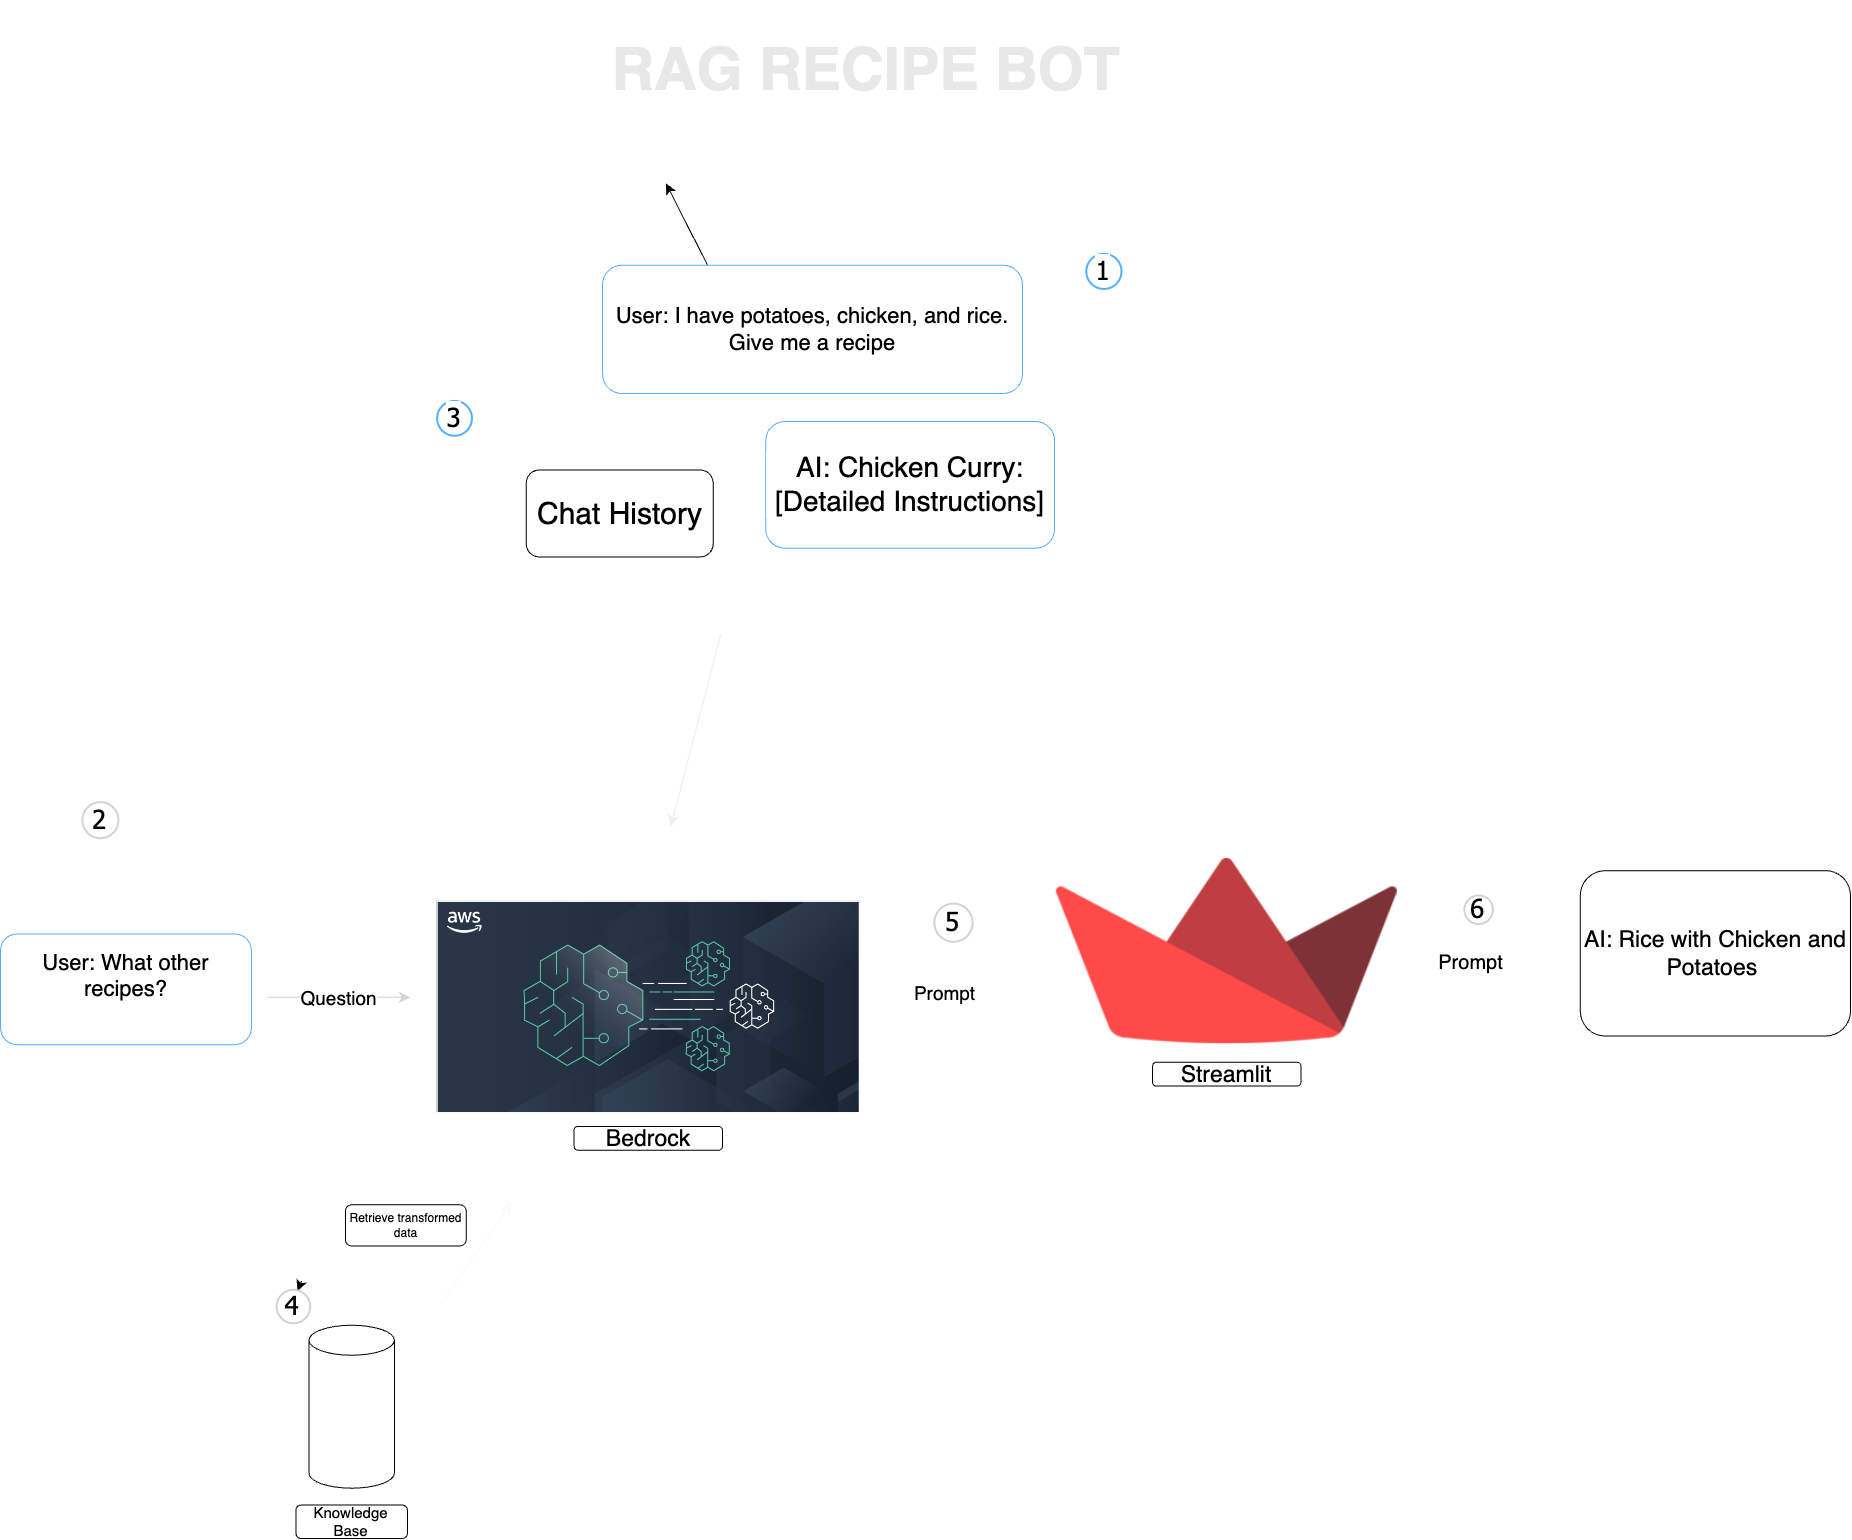 RAG RECIPE BOT
1
User: I have potatoes, chicken, and rice.
Give me a recipe
3
AI: Chicken Curry:
[Detailed Instructions]
Chat History
2
User: What other
recipes?
Question
aws
Bedrock
5
Prompt
Streamlit
6
Prompt
AI: Rice with Chicken and
Potatoes
Retrieve transformed
data
4
Knowledge
Base